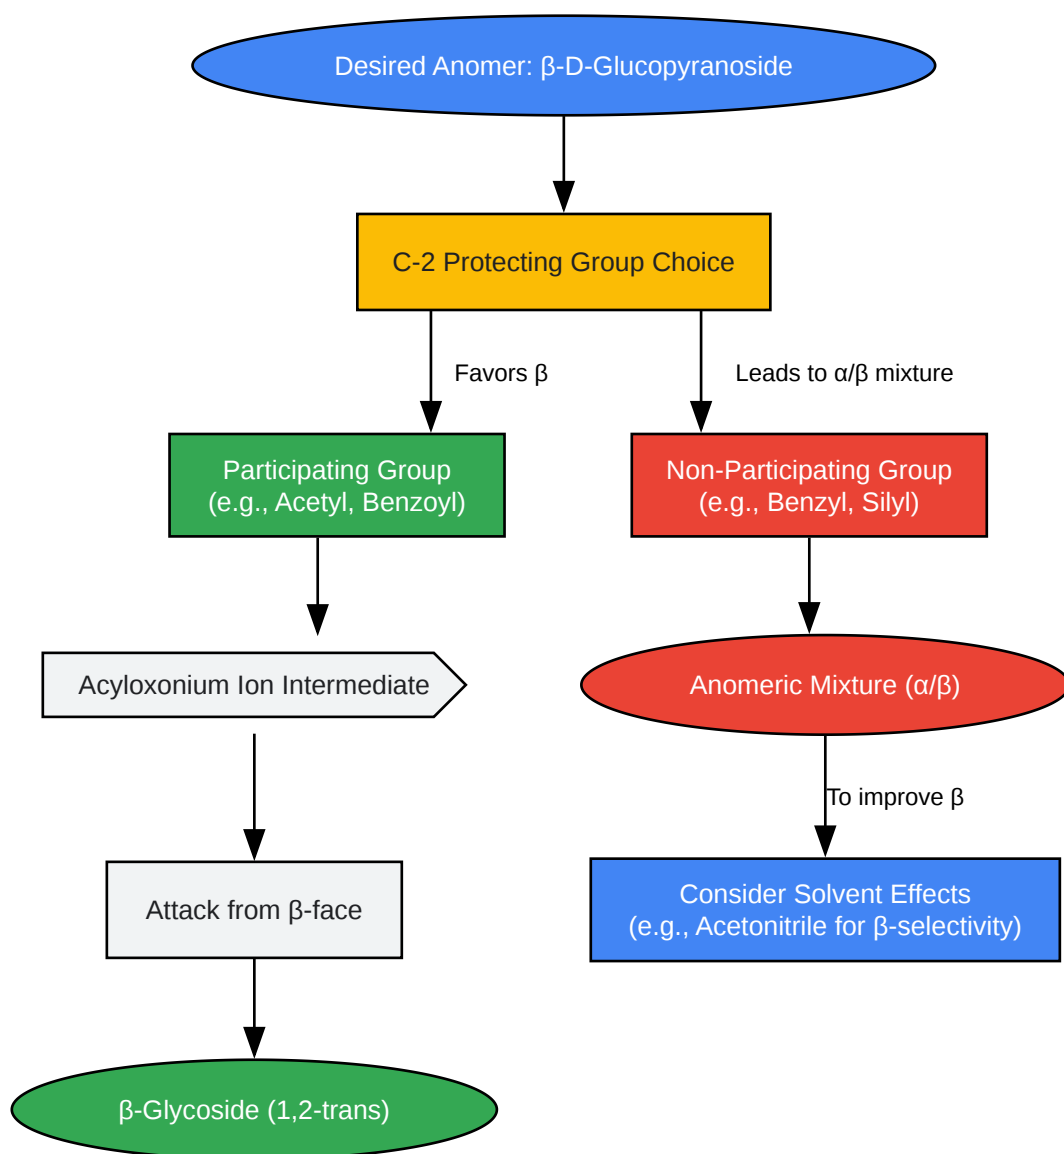 Desired Anomer: β-D-Glucopyranoside
C-2 Protecting Group Choice
Favors β
Leads to α/β mixture
Participating Group
(e.g., Acetyl, Benzoyl)
Non-Participating Group
(e.g., Benzyl, Silyl)
Acyloxonium Ion Intermediate
Anomeric Mixture (α/β)
To improve β
Attack from β-face
Consider Solvent Effects
(e.g., Acetonitrile for β-selectivity)
β-Glycoside (1,2-trans)